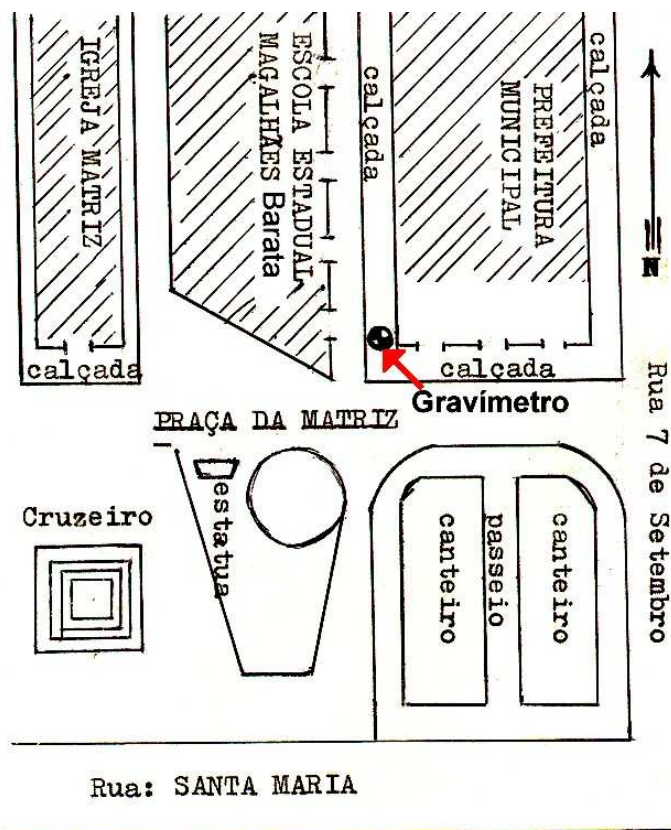 IGREJA MATRIZ
ESCOLA ESTADUAL
MAGALHÃES Barata
calçada
PREFEITURA
MUNICIPAL
calçada
N
calçada
calçada
Gravímetro
PRAÇA DA MATRIZ
Rua 7 de Setembro
Cruzeiro
estatua
canteiro
passeio
canteiro
Rua: SANTA MARIA